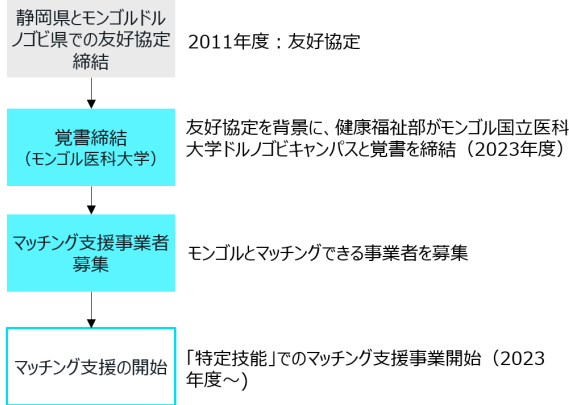 静岡県とモンゴルドル
ノゴビ県での友好協定
締結
2011年度：友好協定
覚書締結
（モンゴル医科大学）
友好協定を背景に、健康福祉部がモンゴル国立医科
大学ドルノゴビキャンパスと覚書を締結（2023年度）
マッチング支援事業者
募集
モンゴルとマッチングできる事業者を募集
マッチング支援の開始
「特定技能」でのマッチング支援事業開始（2023
年度～)